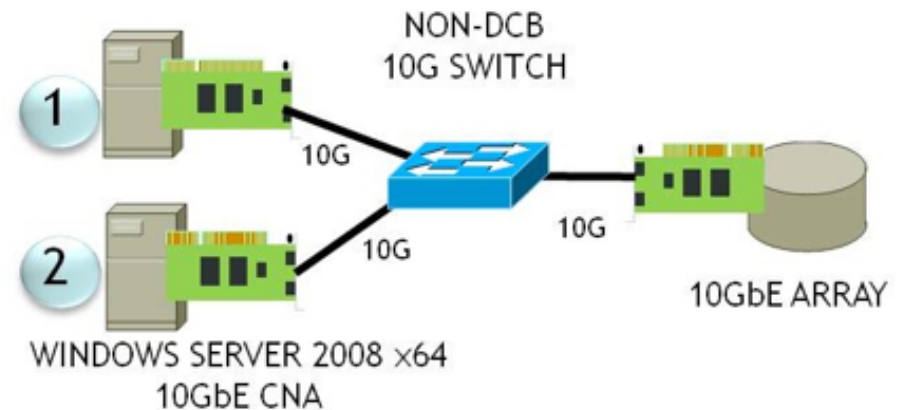 NON-DCB
10G SWITCH
1
10G
2
10G
10G
10GbE ARRAY
WINDOWS SERVER 2008 x64
10GbE CNA